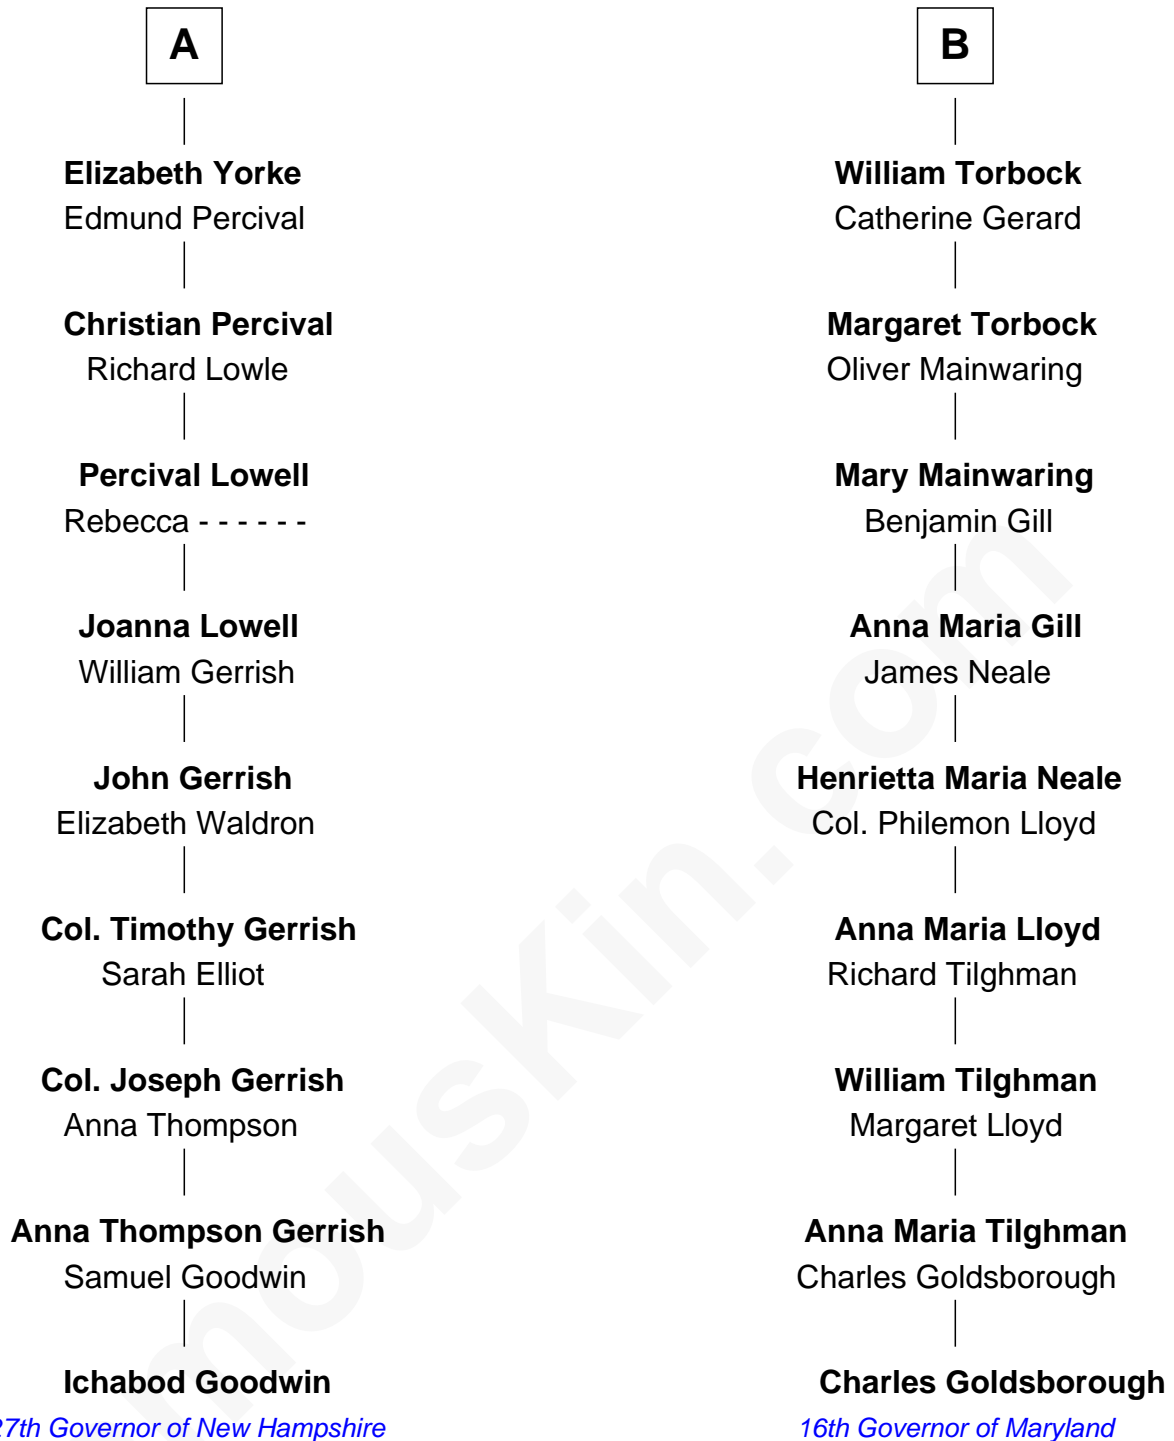 A
Elizabeth Yorke
Edmund Percival
Christian Percival
Richard Lowle
Percival Lowell
Rebecca - - - - - -
Joanna Lowell
William Gerrish
John Gerrish
Elizabeth Waldron
Col. Timothy Gerrish
Sarah Elliot
Col. Joseph Gerrish
Anna Thompson
Anna Thompson Gerrish
Samuel Goodwin
Ichabod Goodwin
27th Governor of New Hampshire
B
William Torbock
Catherine Gerard
Margaret Torbock
Oliver Mainwaring
Mary Mainwaring
Benjamin Gill
Anna Maria Gill
James Neale
Henrietta Maria Neale
Col. Philemon Lloyd
Anna Maria Lloyd
Richard Tilghman
William Tilghman
Margaret Lloyd
Anna Maria Tilghman
Charles Goldsborough
Charles Goldsborough
16th Governor of Maryland
mousKin.com